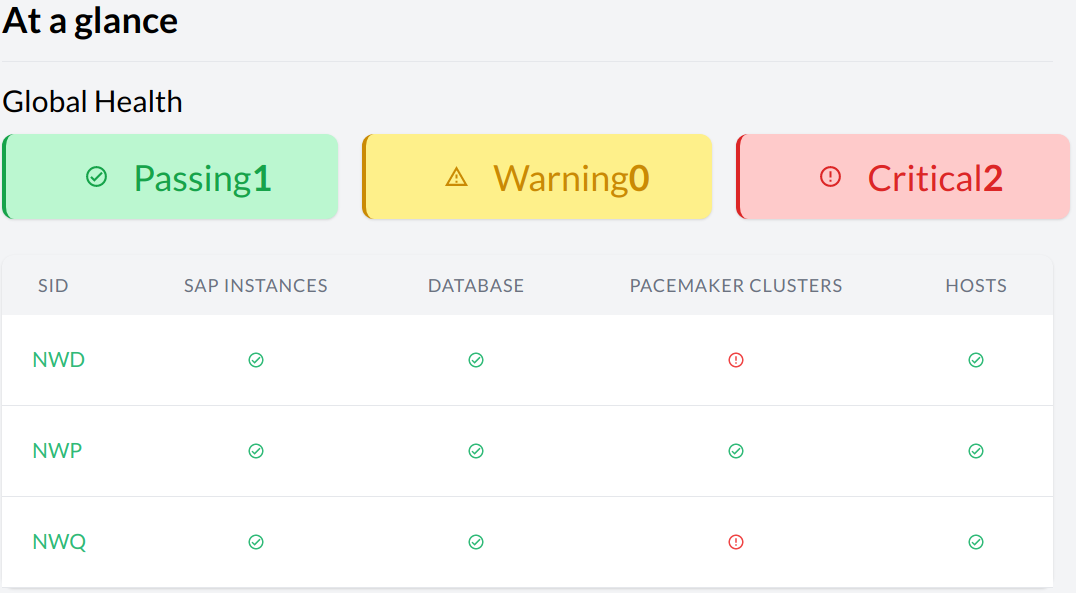 At a glance
Global Health
Passing1 Warning0 Critical2
SID SAP INSTANCES DATABASE PACEMAKER CLUSTERS HOSTS
NWD
NWP
NWQ